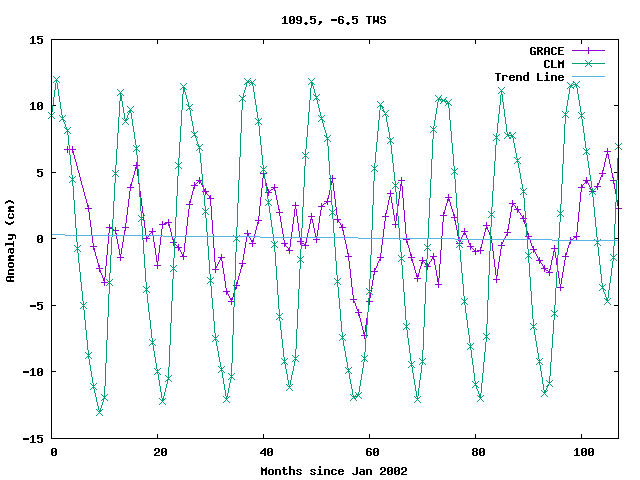 109.5, -6.5 TWS
GRACE
CLM
Trend Line
15
10
5
0
-5
-10
-15
Anomaly (cm)
0 20 40 60 80 100
Months since Jan 2002